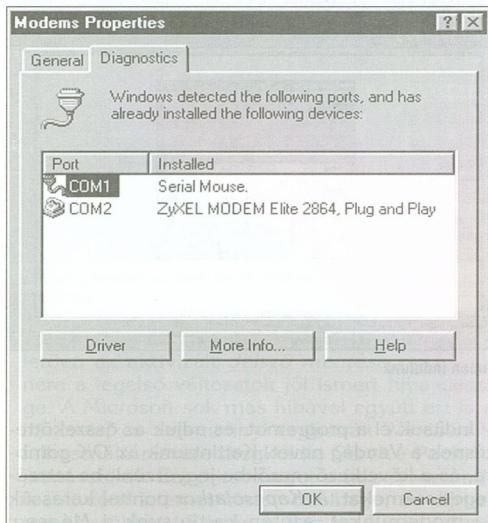 Modems Properties
General Diagnostics
Windows detected the following ports, and has
already installed the following devices:
Port Installed
COM1 Serial Mouse.
COM2 ZyXEL MODEM Elite 2864, Plug and Play
Driver More Info... Help
OK Cancel